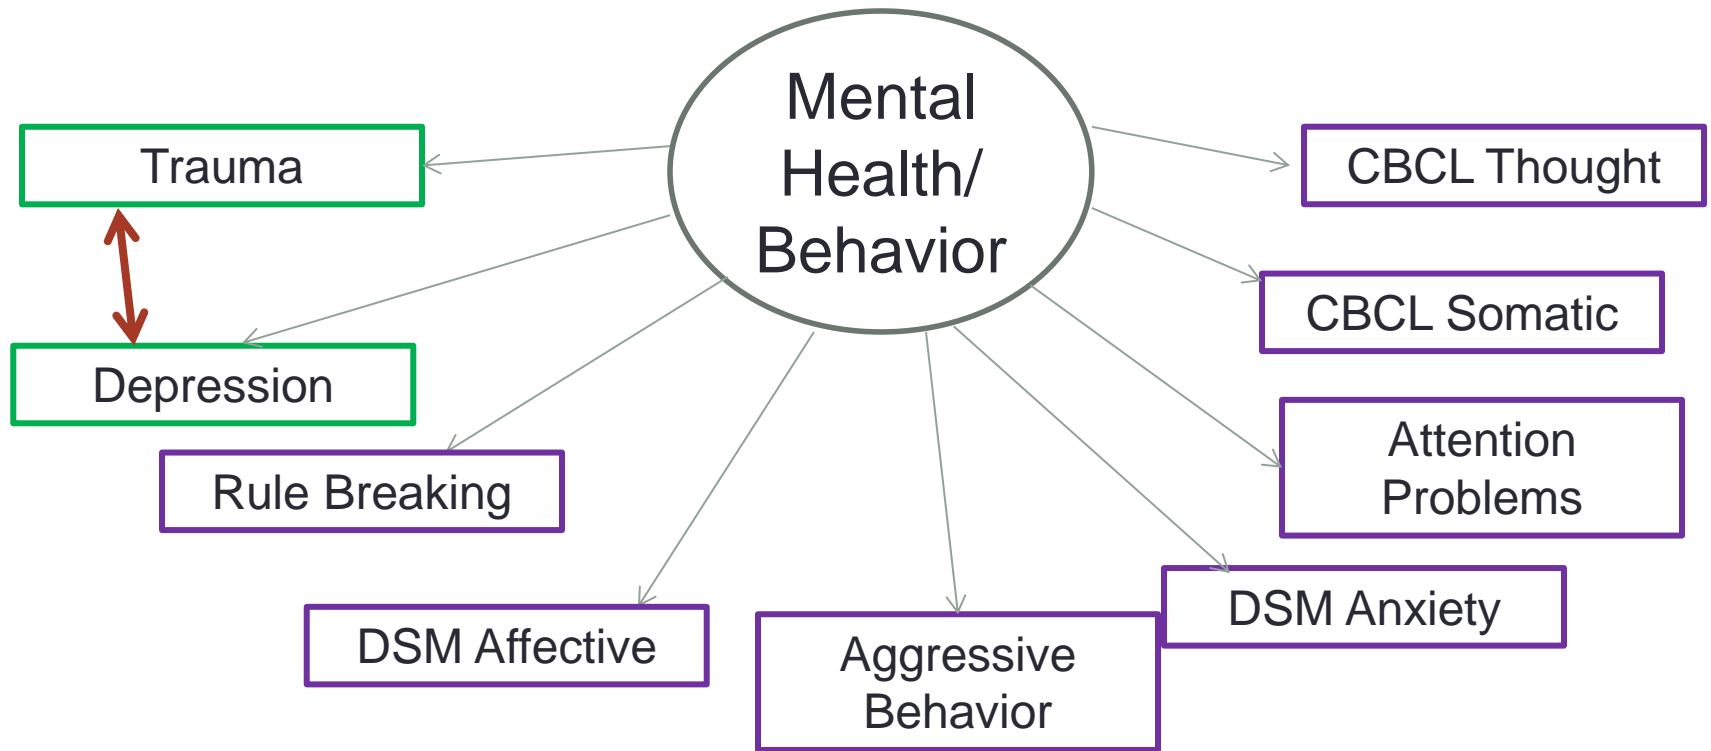 Mental
Health/
Behavior
Trauma
CBCL Thought
CBCL Somatic
Depression
Attention
Problems
Rule Breaking
DSM Anxiety
DSM Affective
Aggressive
Behavior